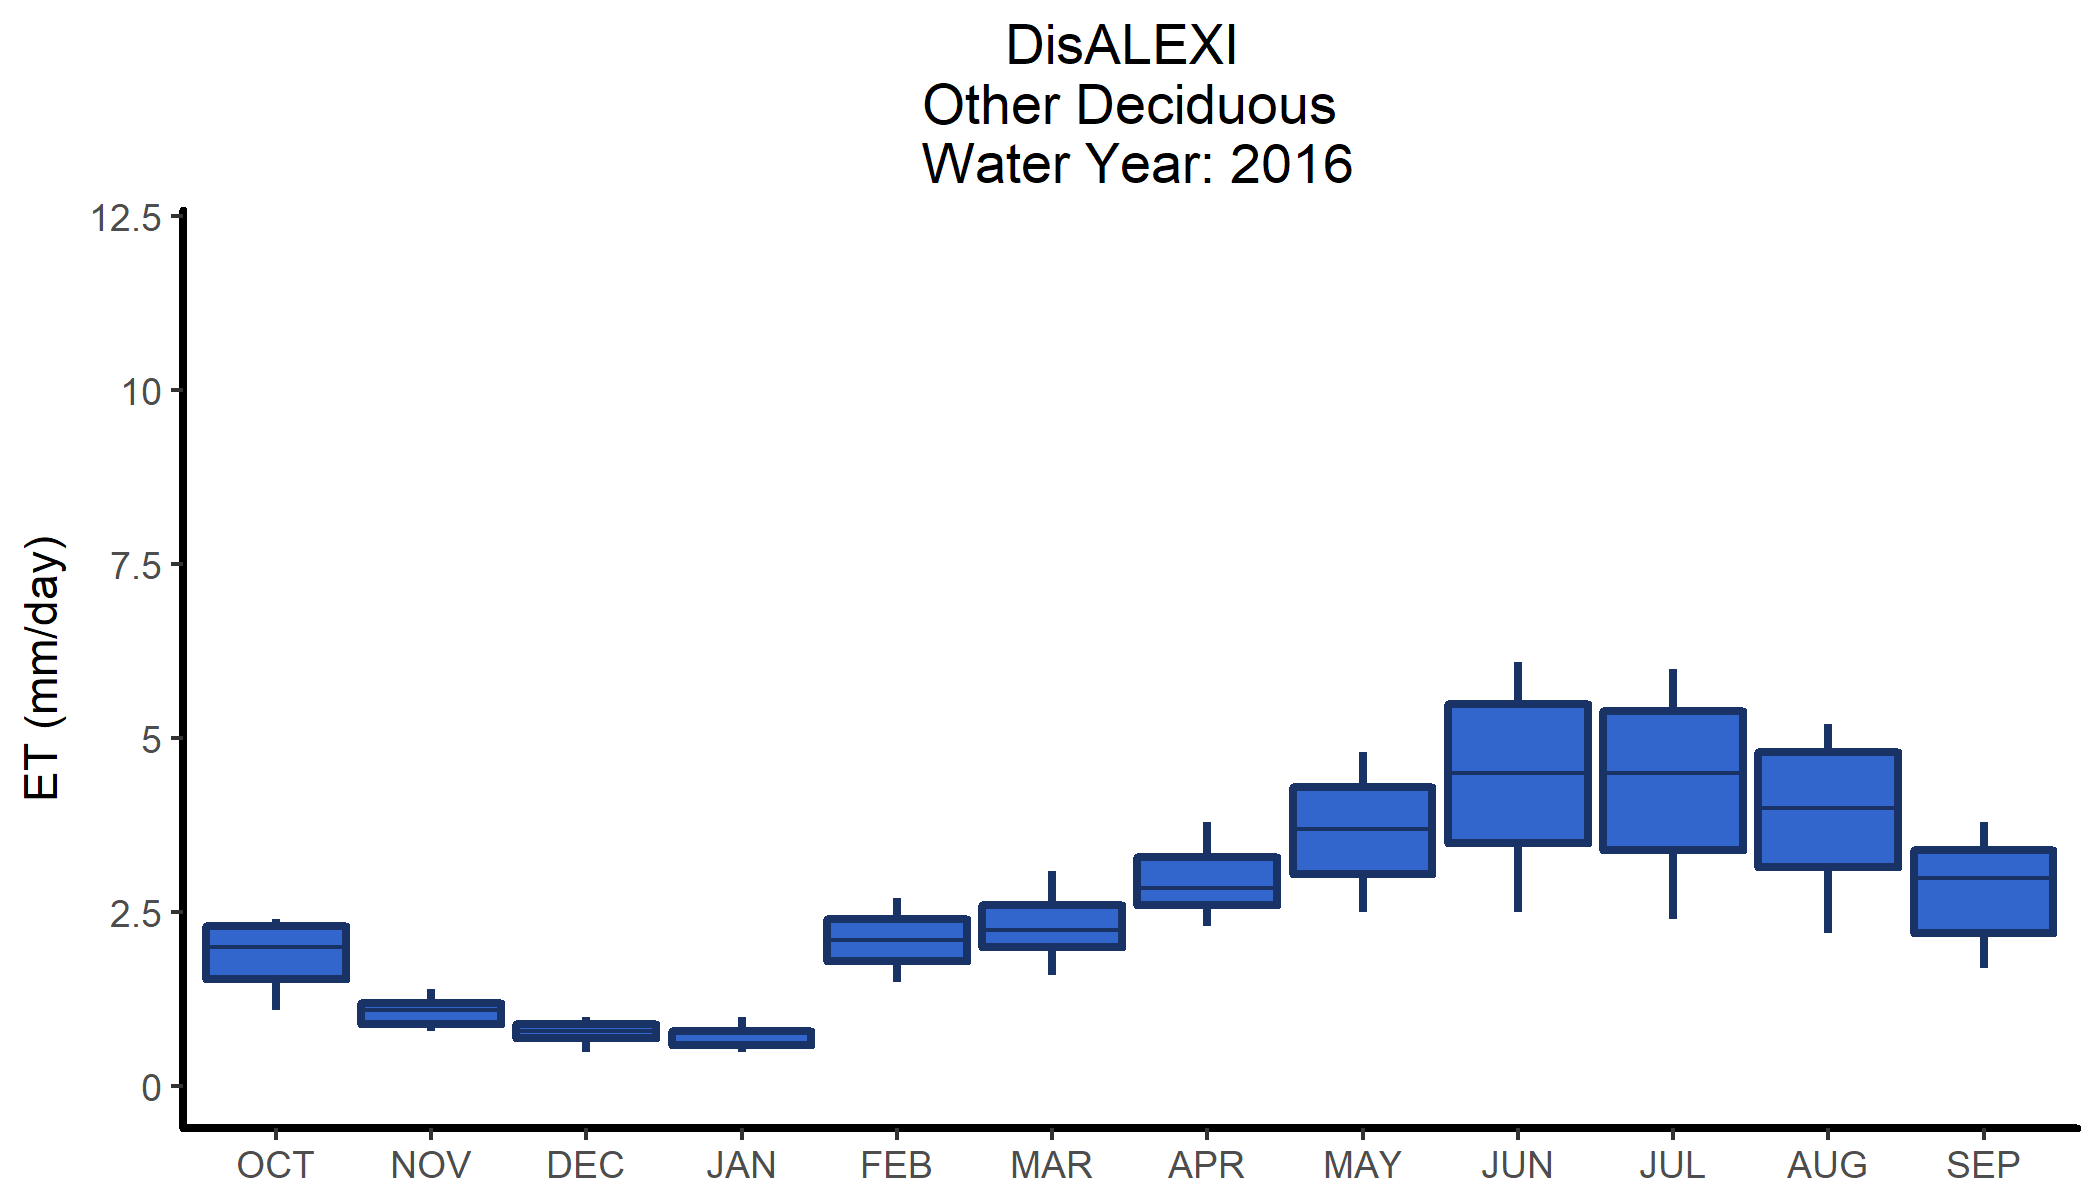 DisALEXI
Other Deciduous
Water Year: 2016
ET (mm/day)
12.5
10
7.5
5
2.5
0
OCT NOV DEC JAN FEB MAR APR MAY JUN JUL AUG SEP